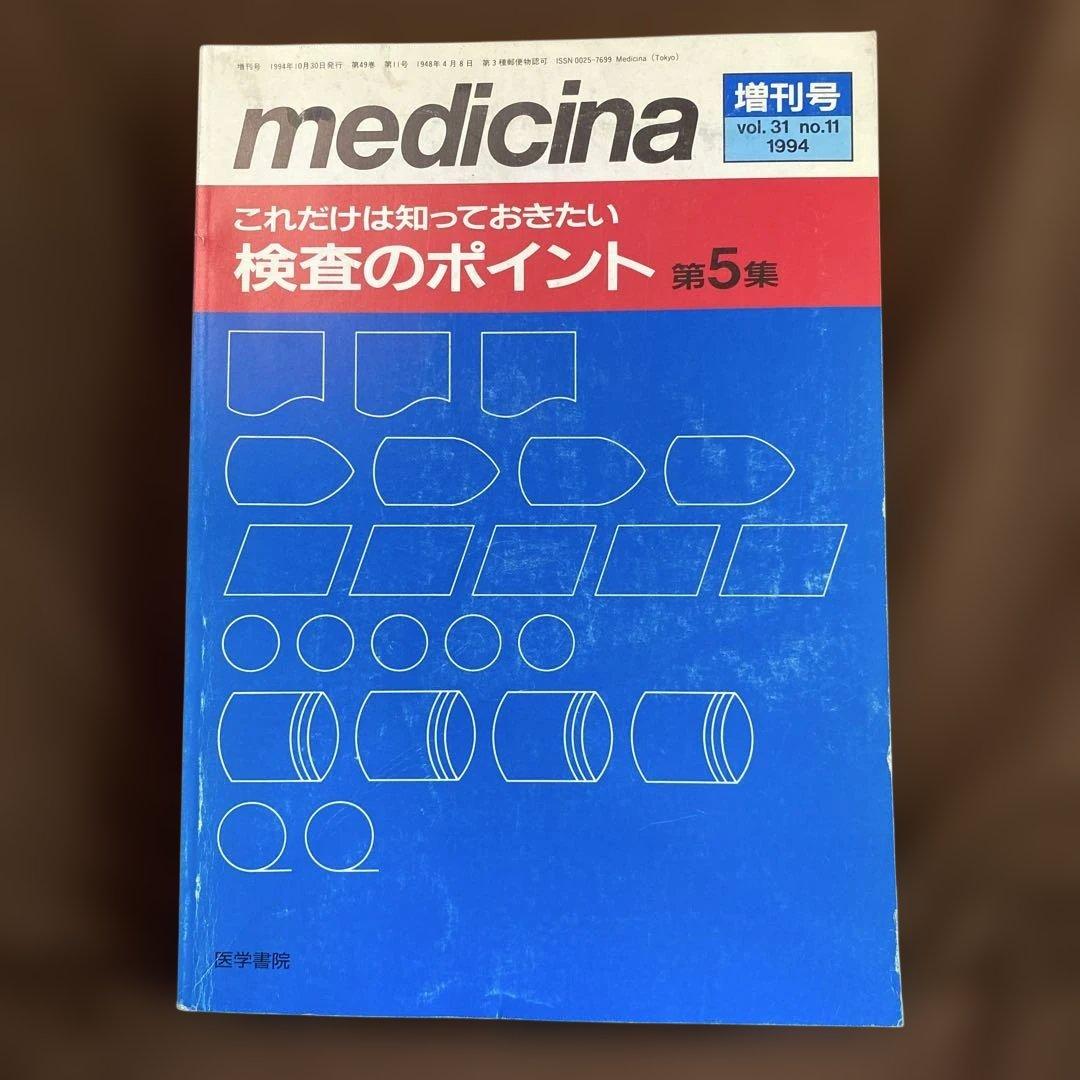 増刊号 1994年10月30日発行 第49巻 第11号 1948年4月8日 第3種郵便物認可 ISSN 0025-7699 Medicina (Tokyo)
medicina
増刊号
vol. 31 no.11
1994
これだけは知っておきたい
検査のポイント 第5集
医学書院